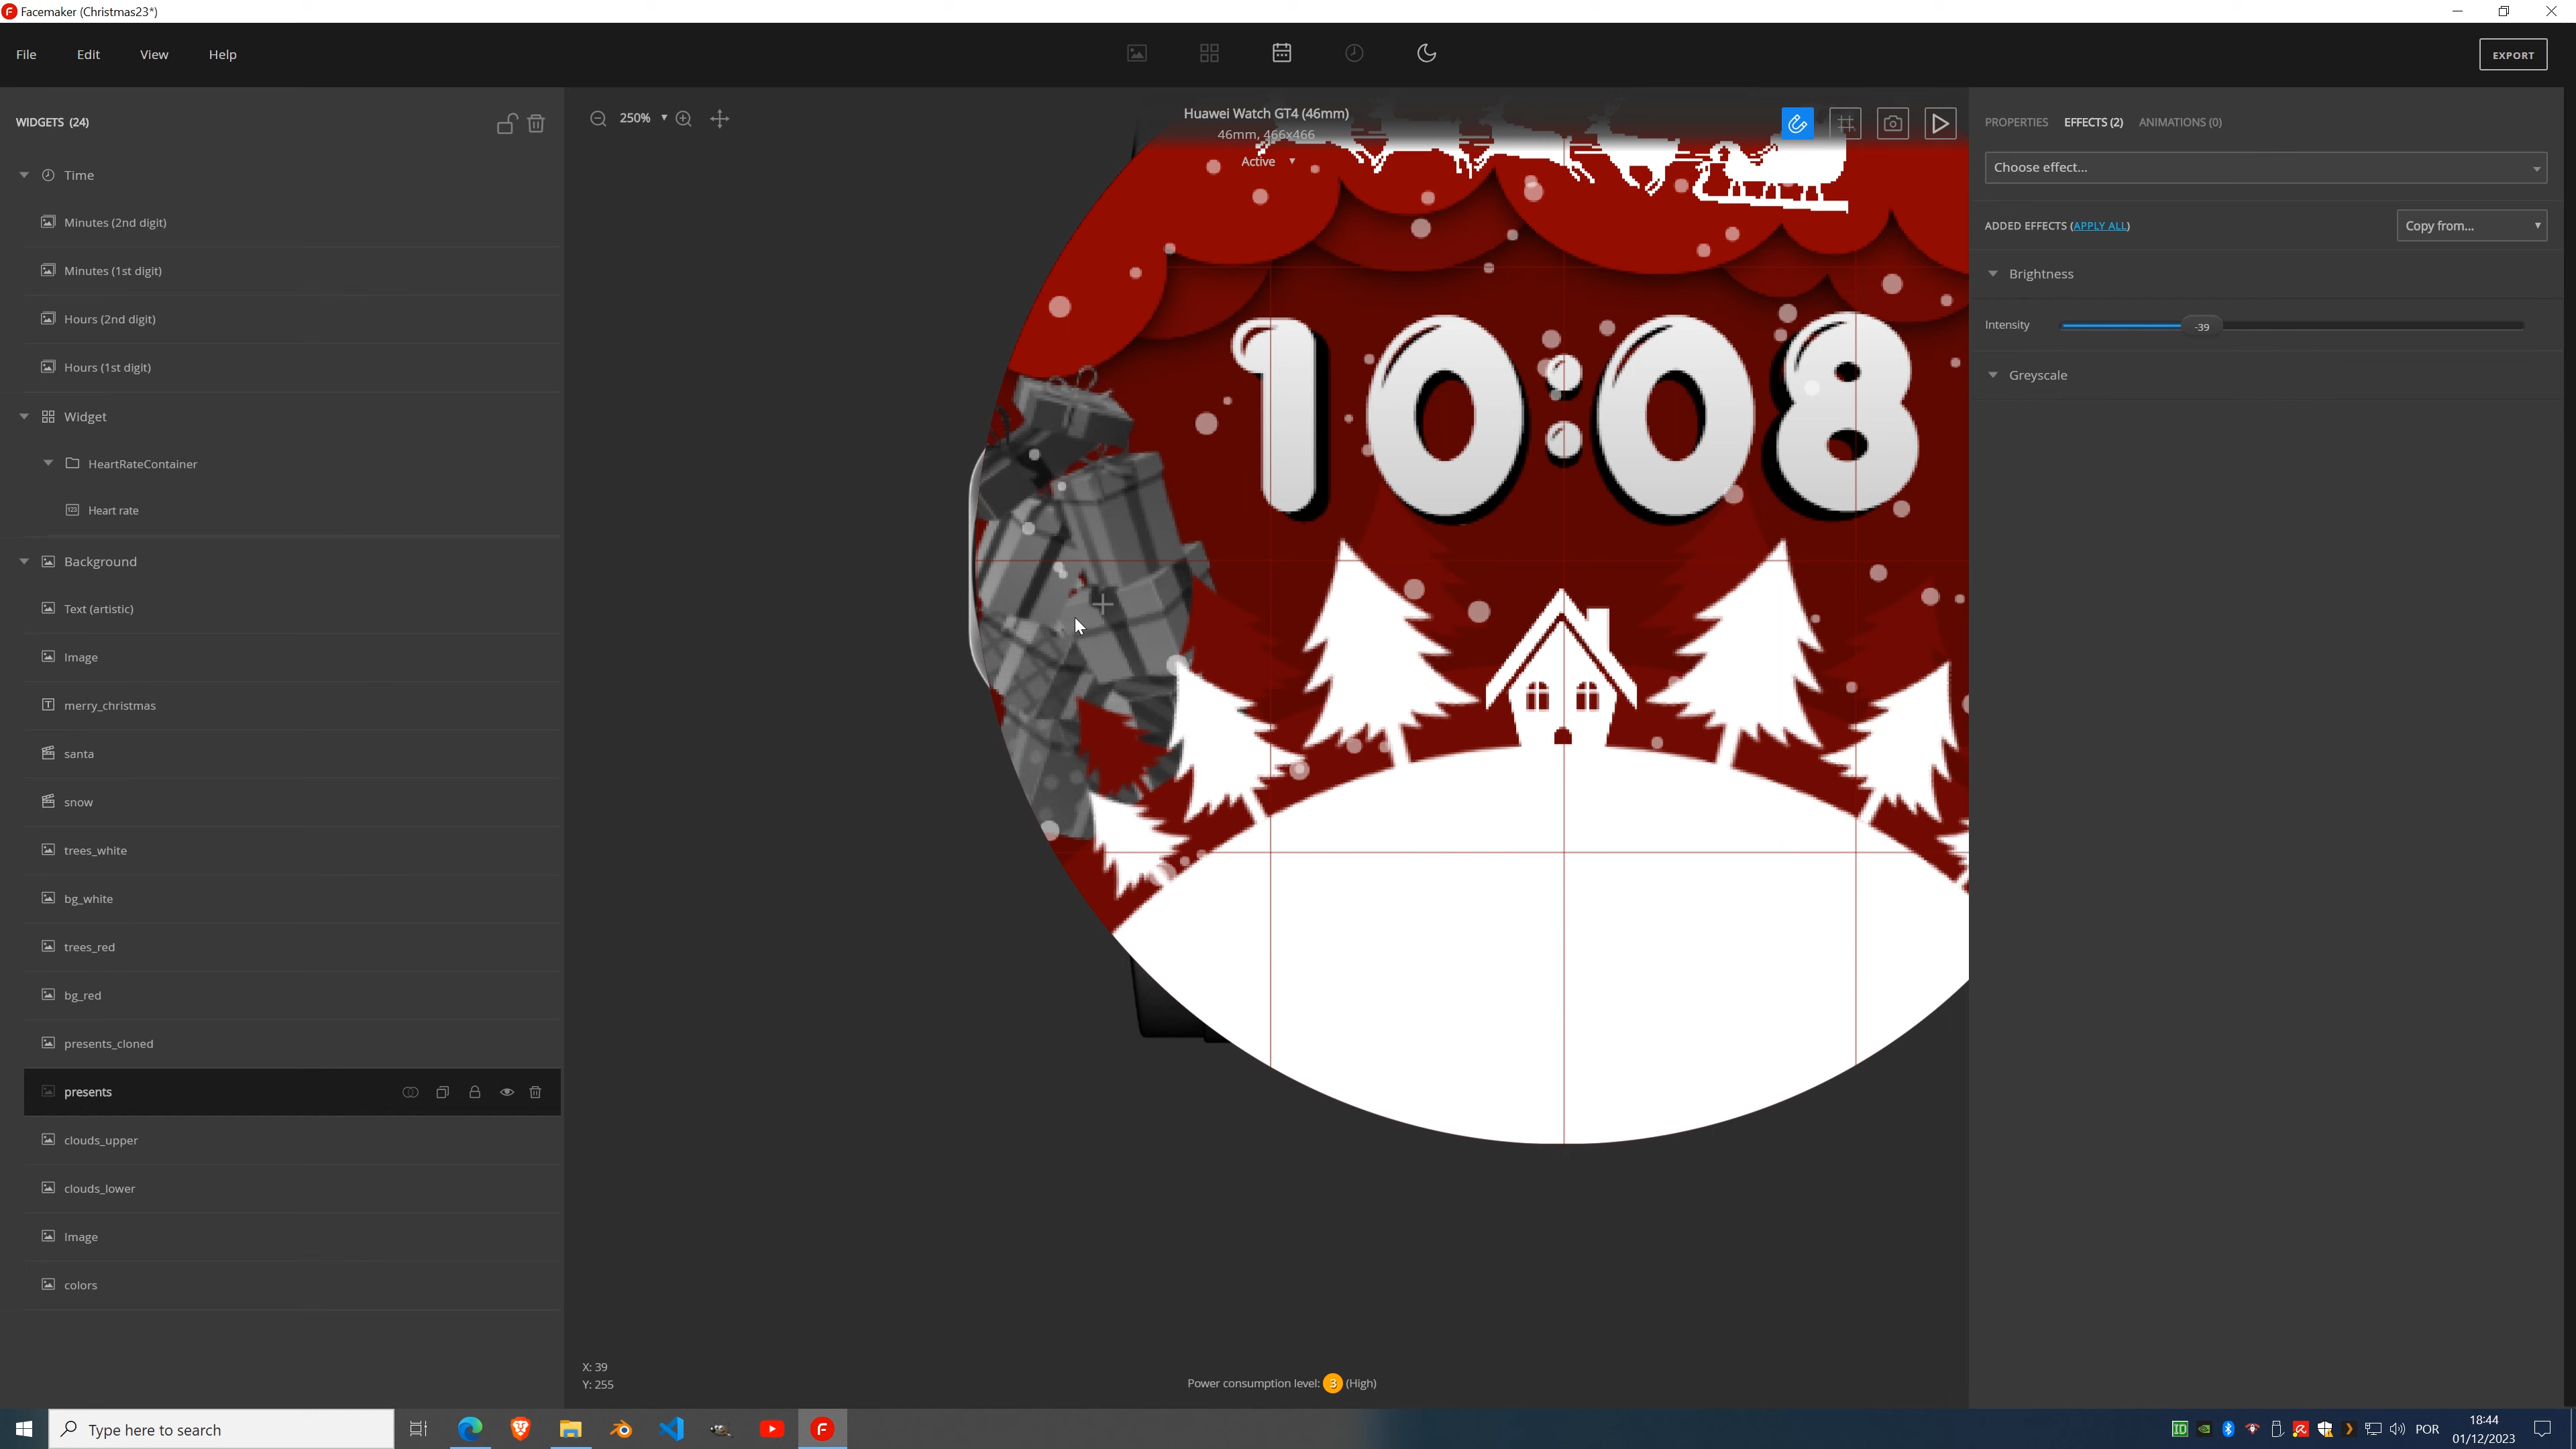 Facemaker (Christmas23*)
File Edit View Help
EXPORT
WIDGETS (24)
Time
Minutes (2nd digit)
Minutes (1st digit)
Hours (2nd digit)
Hours (1st digit)
Widget
HeartRateContainer
123 Heart rate
Background
Text (artistic)
Image
T merry_christmas
santa
snow
trees_white
bg_white
trees_red
bg_red
presents_cloned
presents
clouds_upper
clouds_lower
Image
colors
250%
Huawei Watch GT4 (46mm)
46mm, 466x466
Active
10:08
X: 39
Y: 255
Power consumption level: 3 (High)
PROPERTIES EFFECTS (2) ANIMATIONS (0)
Choose effect...
ADDED EFFECTS (APPLY ALL) Copy from...
Brightness
Intensity -39
Greyscale
Type here to search
POR
18:44
01/12/2023